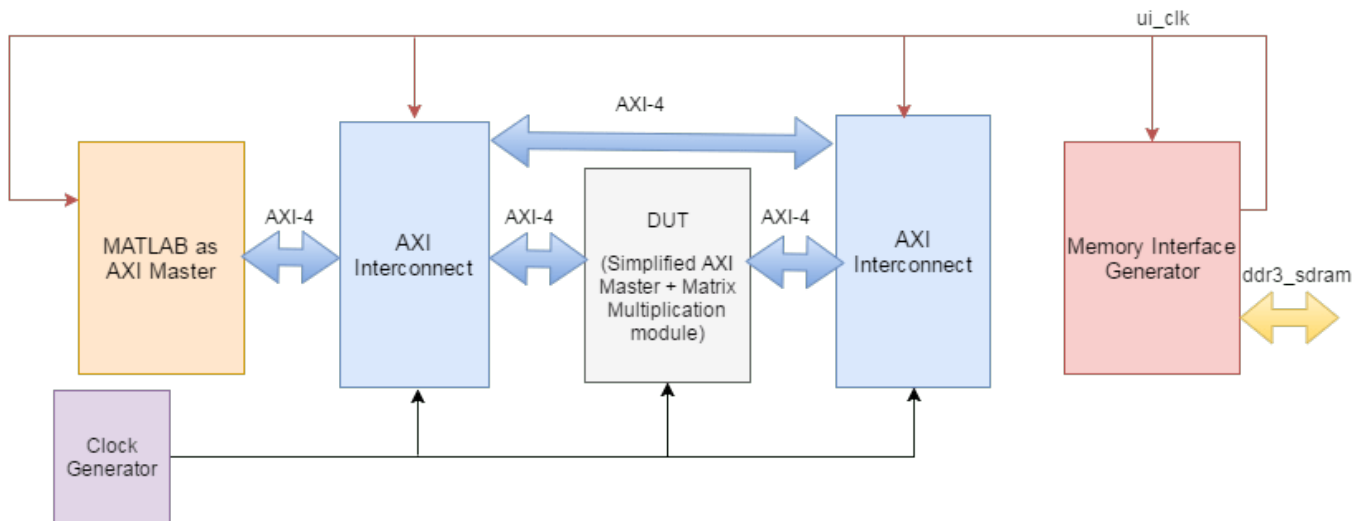 ui_clk
AXI-4
MATLAB as
AXI Master
AXI-4
AXI
Interconnect
AXI-4
DUT
(Simplified AXI
Master + Matrix
Multiplication
module)
AXI-4
AXI
Interconnect
Memory Interface
Generator
ddr3_sdram
Clock
Generator